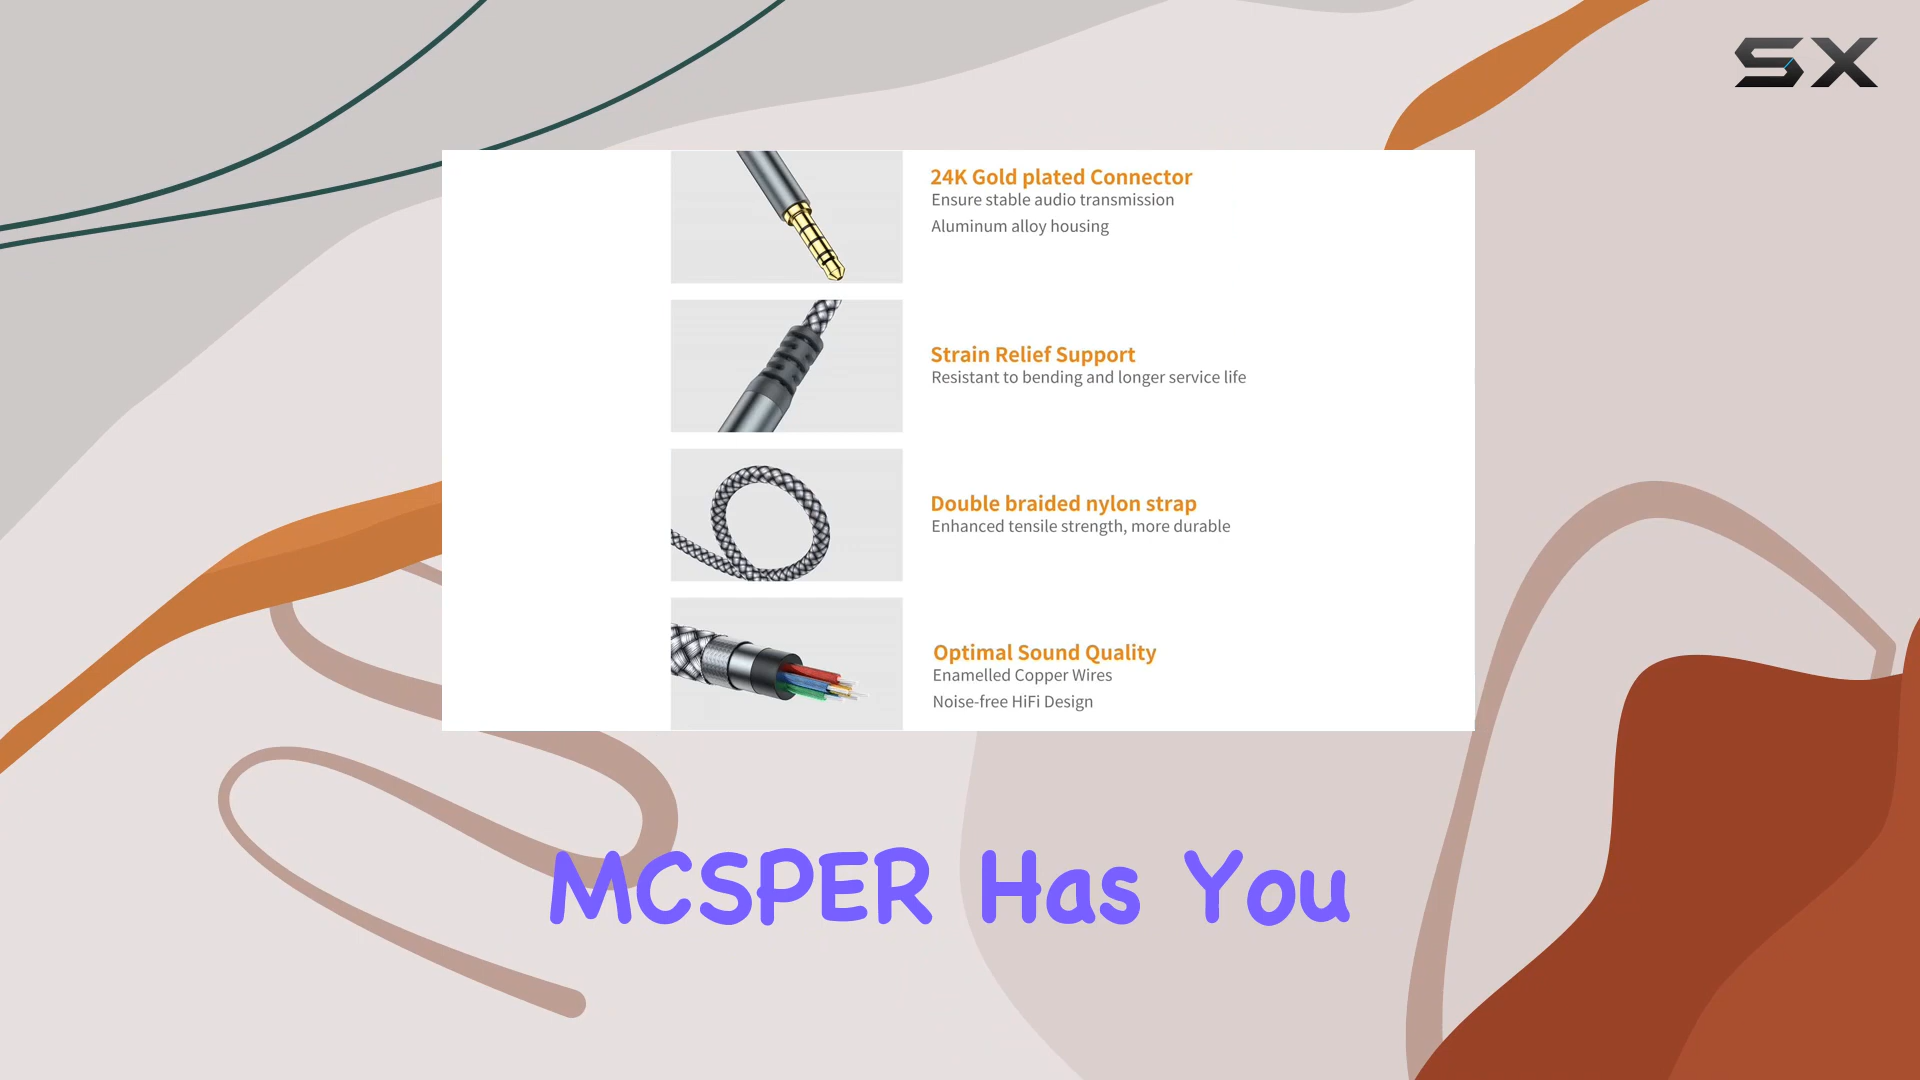 SX
24K Gold plated Connector
Ensure stable audio transmission
Aluminum alloy housing
Strain Relief Support
Resistant to bending and longer service life
Double braided nylon strap
Enhanced tensile strength, more durable
Optimal Sound Quality
Enamelled Copper Wires
Noise-free HiFi Design
MCSPER Has You